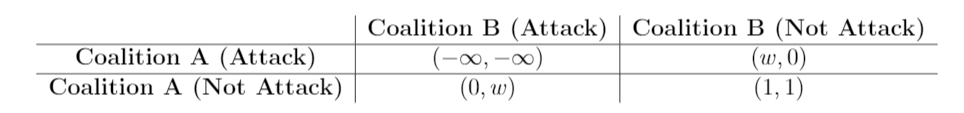 Coalition B (Attack) Coalition B (Not Attack)
Coalition A (Attack) (−∞, −∞) (w, 0)
Coalition A (Not Attack) (0, w) (1, 1)